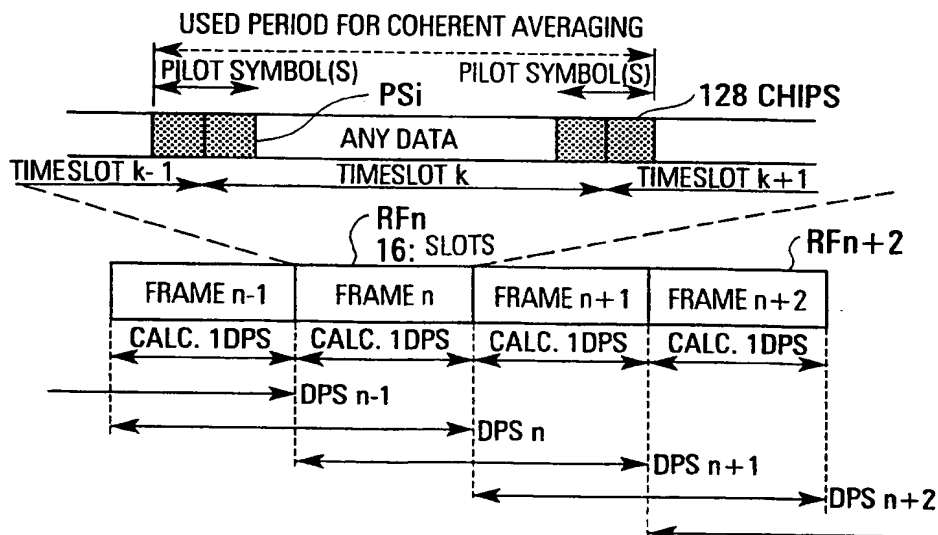 USED PERIOD FOR COHERENT AVERAGING
PILOT SYMBOL(S) PILOT SYMBOL(S)
PSi 128 CHIPS
ANY DATA
TIMESLOT k-1 TIMESLOT k TIMESLOT k+1
RFn
16: SLOTS RFn+2
FRAME n-1 FRAME n FRAME n+1 FRAME n+2
CALC. 1DPS CALC. 1DPS CALC. 1DPS CALC. 1DPS
DPS n-1
DPS n
DPS n+1
DPS n+2